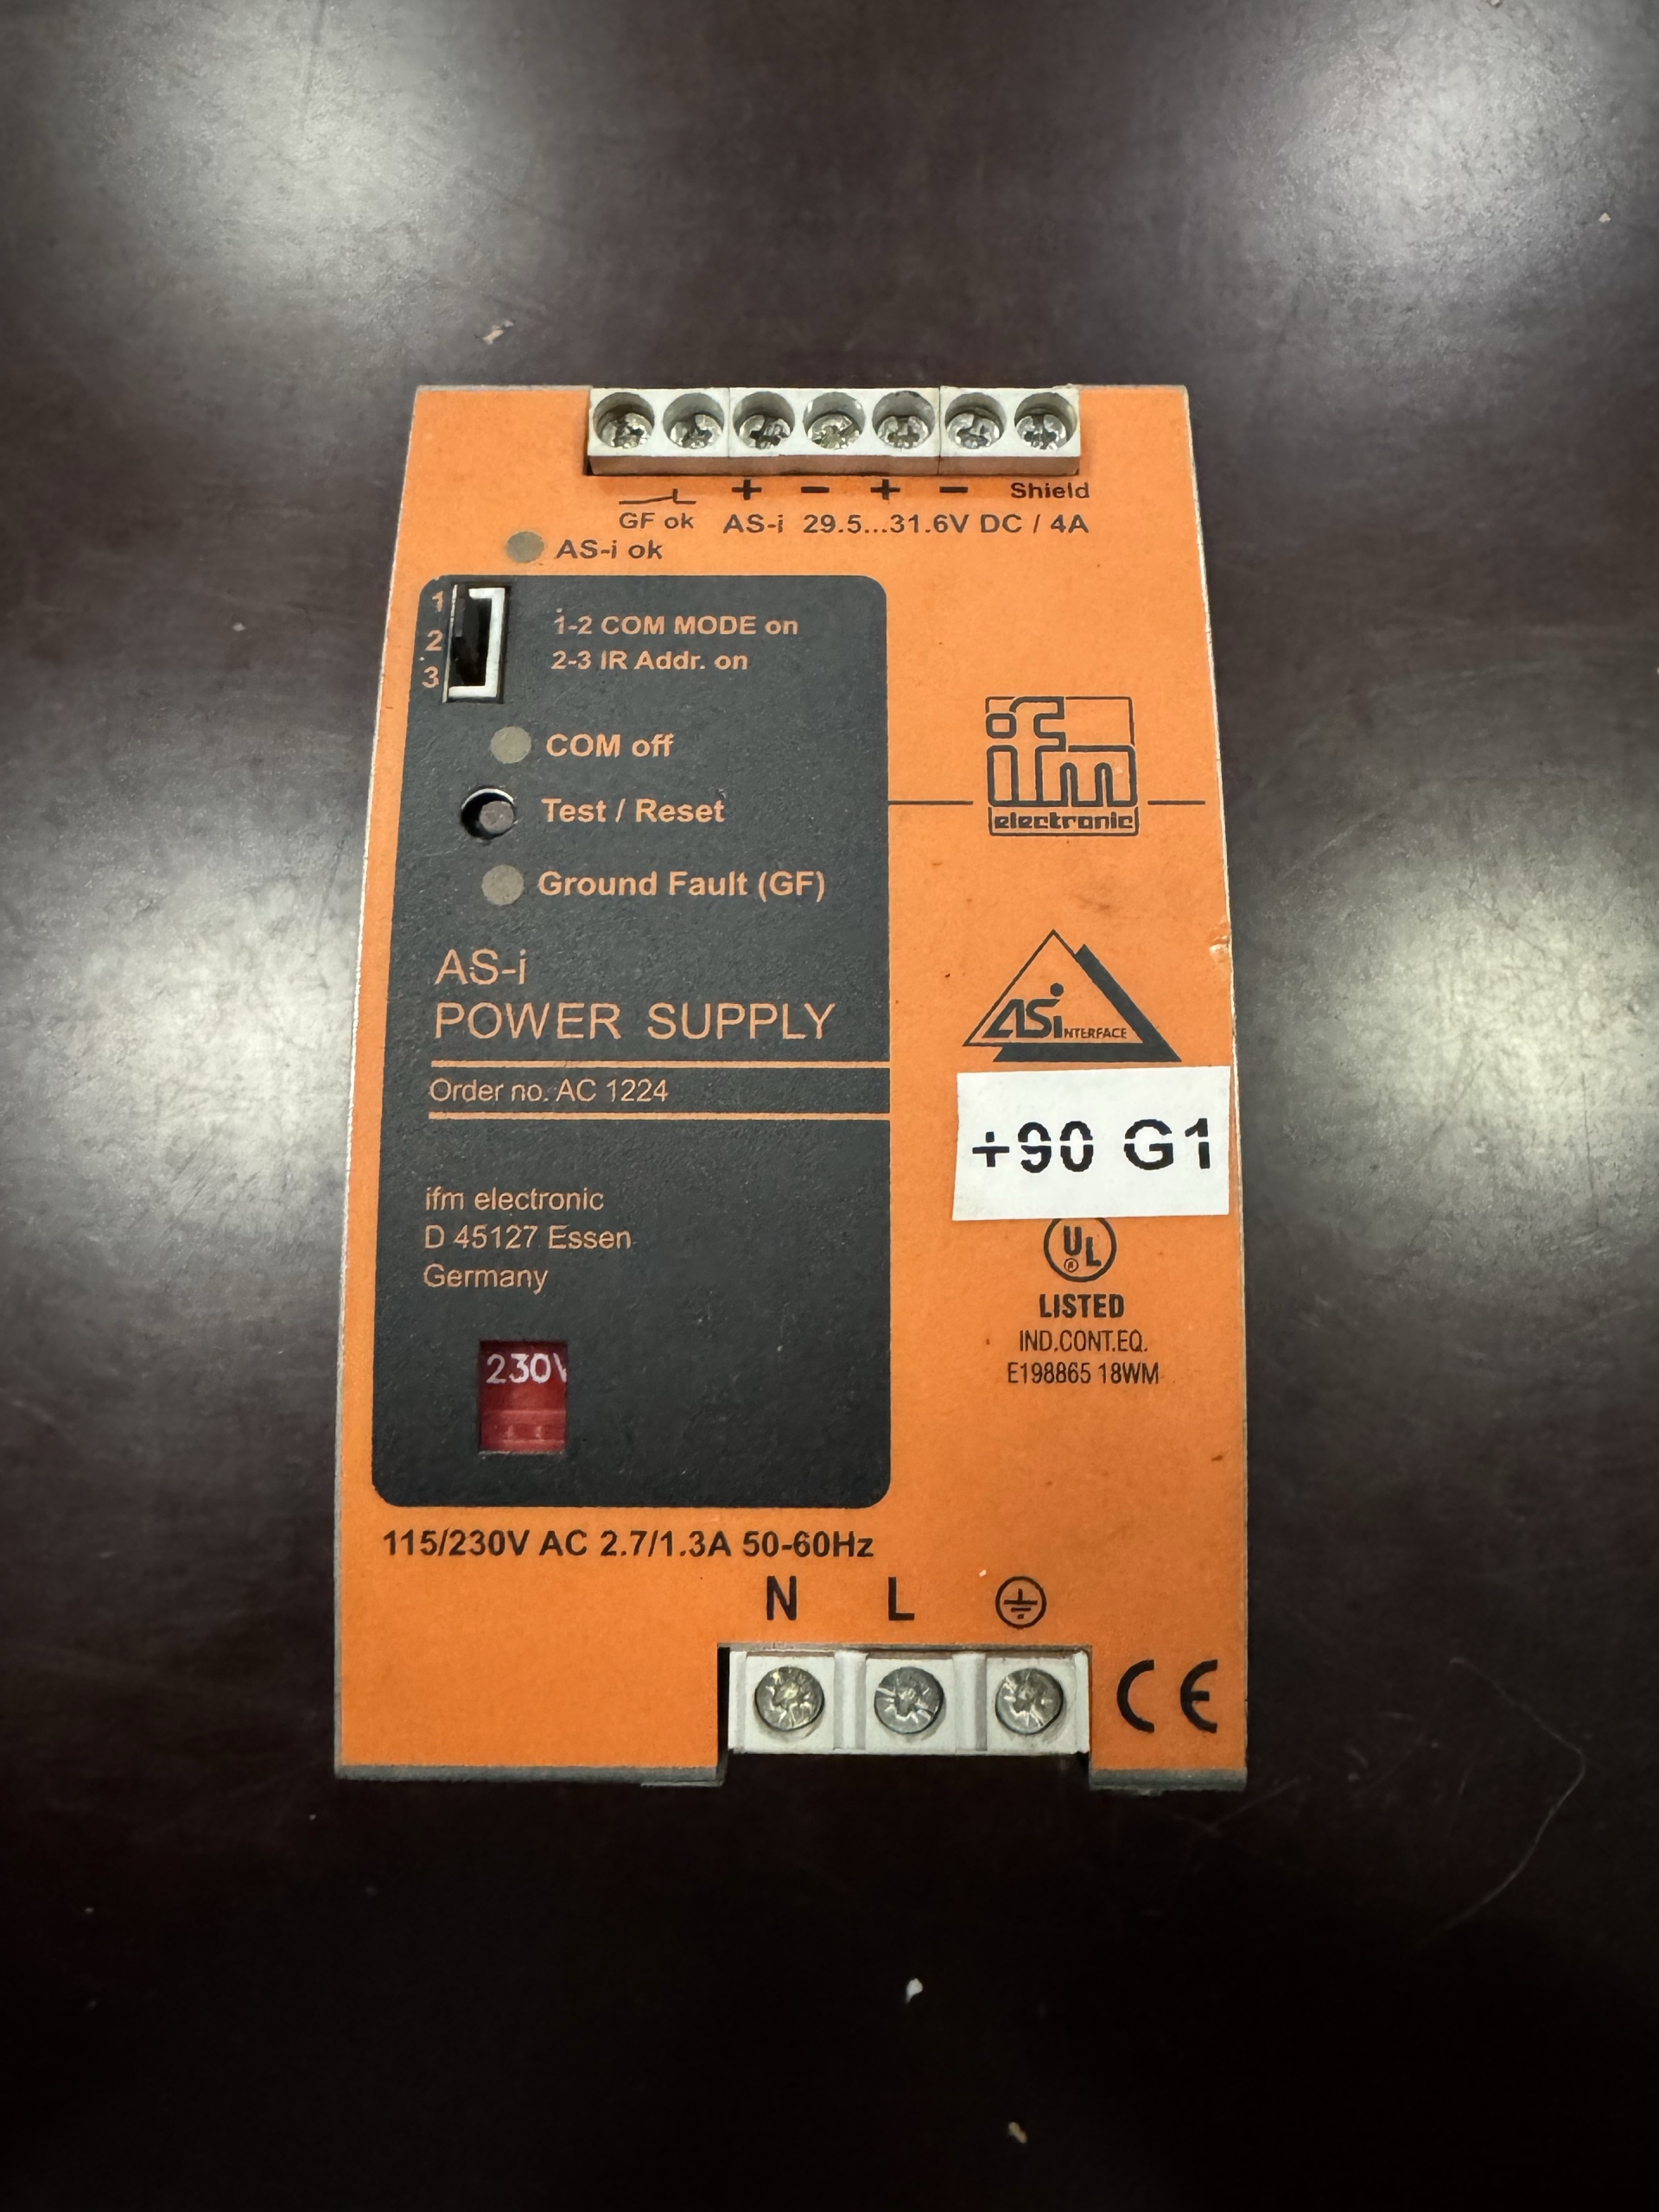 + - + - Shield
GF ok AS-i 29.5...31.6V DC / 4A
AS-i ok
1
2
3
1-2 COM MODE on
2-3 IR Addr. on
COM off
Test / Reset
Ground Fault (GF)
ifm
electronic
AS-i
POWER SUPPLY
Order no. AC 1224
ASi NTERFACE
+90 G1
ifm electronic
D 45127 Essen
Germany
UL
®
LISTED
IND.CONT.EQ.
E198865 18WM
230V
115/230V AC 2.7/1.3A 50-60Hz
N L
CE